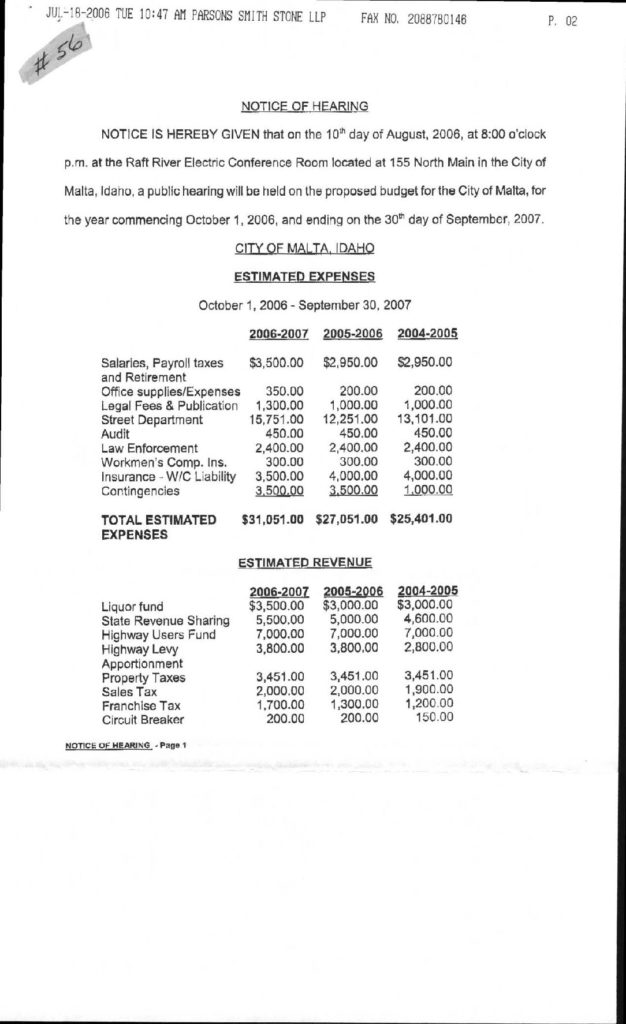 JUL-18-2006 TUE 10:47 AM PARSONS SMITH STONE LLP FAX NO. 2088780146 P. 02
# 56
NOTICE OF HEARING
NOTICE IS HEREBY GIVEN that on the 10th day of August, 2006, at 8:00 o'clock
p.m. at the Raft River Electric Conference Room located at 155 North Main in the City of
Malta, Idaho, a public hearing will be held on the proposed budget for the City of Malta, for
the year commencing October 1, 2006, and ending on the 30th day of September, 2007.
CITY OF MALTA, IDAHO
ESTIMATED EXPENSES
October 1, 2006 - September 30, 2007
2006-2007 2005-2006 2004-2005
Salaries, Payroll taxes $3,500.00 $2,950.00 $2,950.00
and Retirement
Office supplies/Expenses 350.00 200.00 200.00
Legal Fees & Publication 1,300.00 1,000.00 1,000.00
Street Department 15,751.00 12,251.00 13,101.00
Audit 450.00 450.00 450.00
Law Enforcement 2,400.00 2,400.00 2,400.00
Workmen's Comp. Ins. 300.00 300.00 300.00
Insurance - W/C Liability 3,500.00 4,000.00 4,000.00
Contingencies 3,500.00 3,500.00 1,000.00
TOTAL ESTIMATED $31,051.00 $27,051.00 $25,401.00
EXPENSES
ESTIMATED REVENUE
2006-2007 2005-2006 2004-2005
Liquor fund $3,500.00 $3,000.00 $3,000.00
State Revenue Sharing 5,500.00 5,000.00 4,600.00
Highway Users Fund 7,000.00 7,000.00 7,000.00
Highway Levy 3,800.00 3,800.00 2,800.00
Apportionment
Property Taxes 3,451.00 3,451.00 3,451.00
Sales Tax 2,000.00 2,000.00 1,900.00
Franchise Tax 1,700.00 1,300.00 1,200.00
Circuit Breaker 200.00 200.00 150.00
NOTICE OF HEARING - Page 1